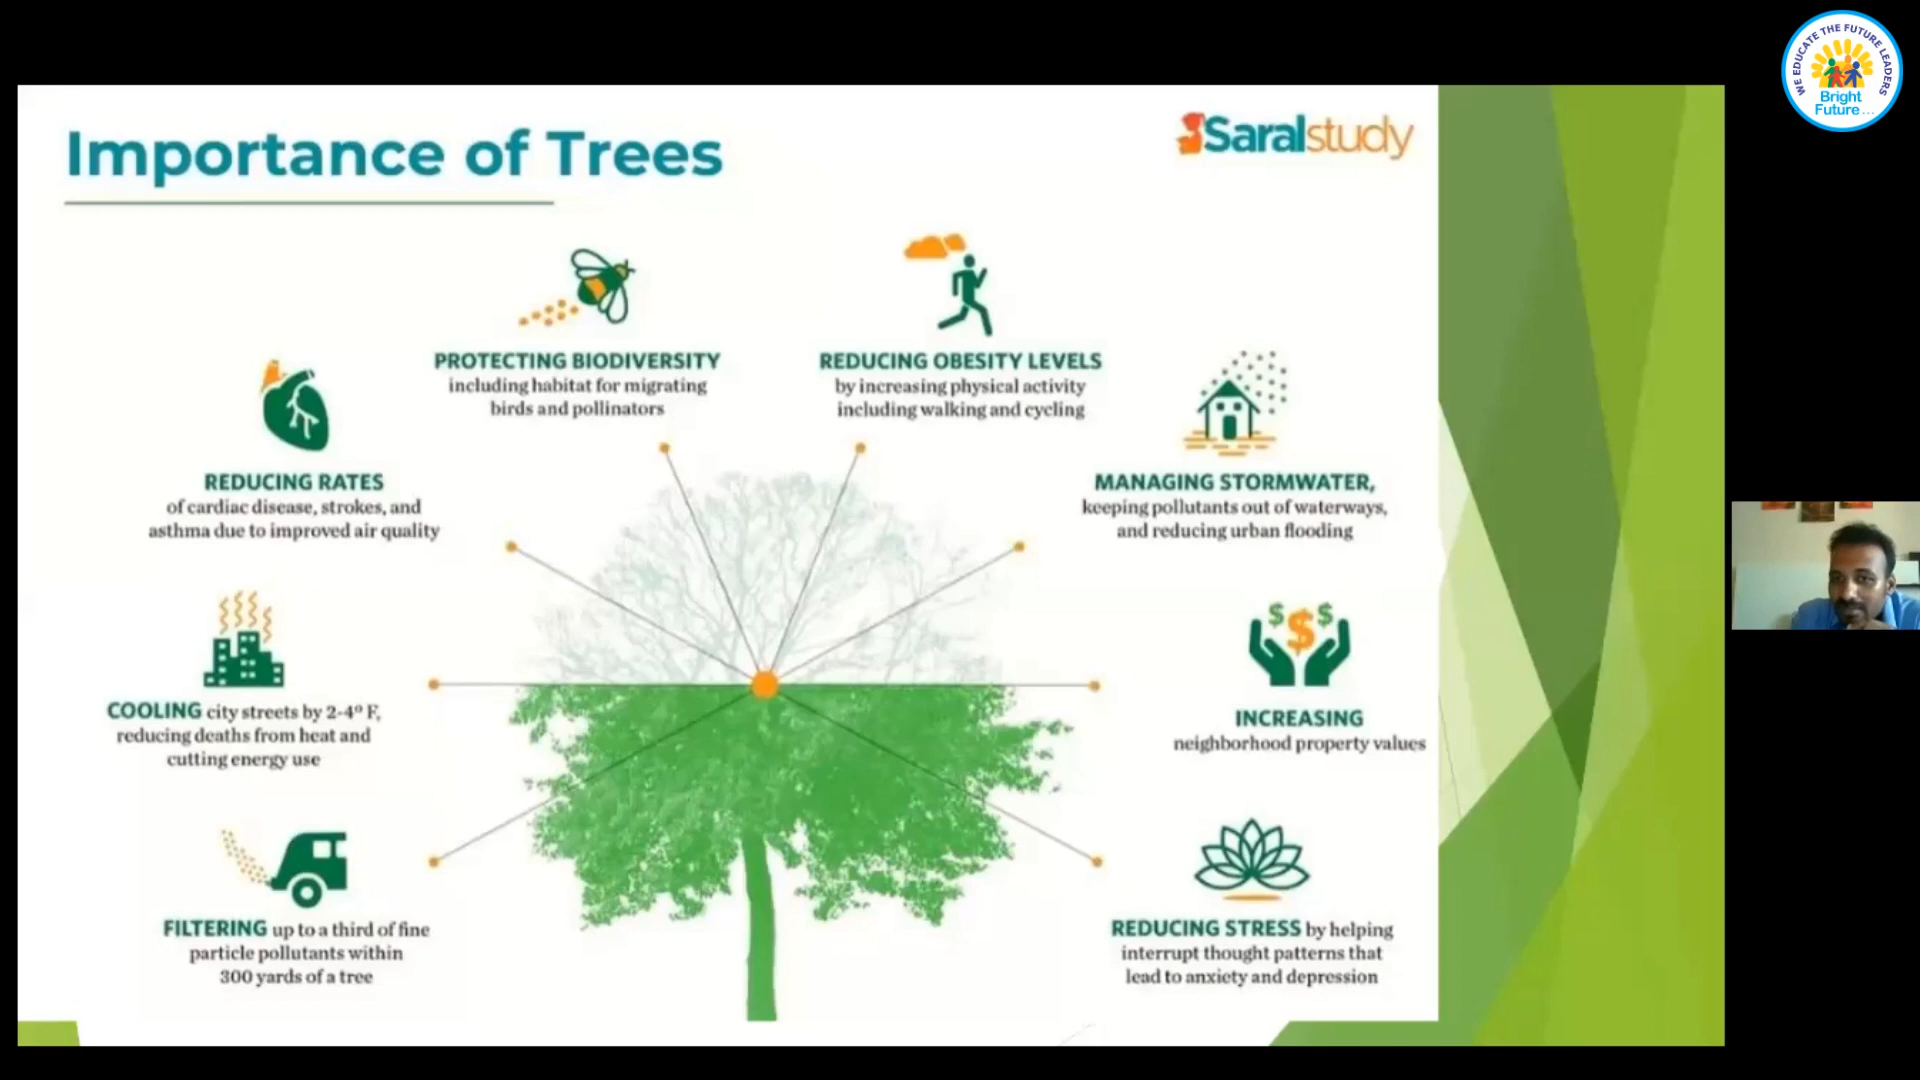 WE EDUCATE THE FUTURE LEADERS
Bright
Future...
Importance of Trees
Saralstudy
PROTECTING BIODIVERSITY
including habitat for migrating
birds and pollinators
REDUCING OBESITY LEVELS
by increasing physical activity
including walking and cycling
REDUCING RATES
of cardiac disease, strokes, and
asthma due to improved air quality
MANAGING STORMWATER,
keeping pollutants out of waterways,
and reducing urban flooding
COOLING city streets by 2-4° F,
reducing deaths from heat and
cutting energy use
$ $ $
INCREASING
neighborhood property values
FILTERING up to a third of fine
particle pollutants within
300 yards of a tree
REDUCING STRESS by helping
interrupt thought patterns that
lead to anxiety and depression